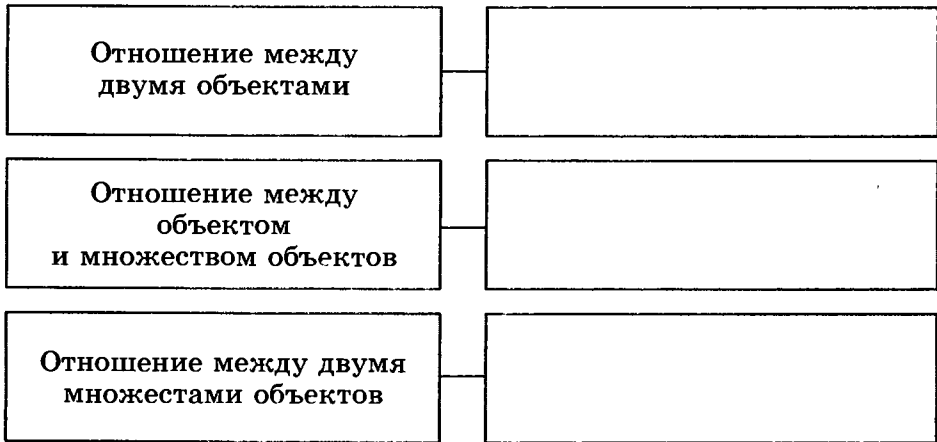 Отношение между
двумя объектами
Отношение между
объектом
и множеством объектов
Отношение между двумя
множестами объектов